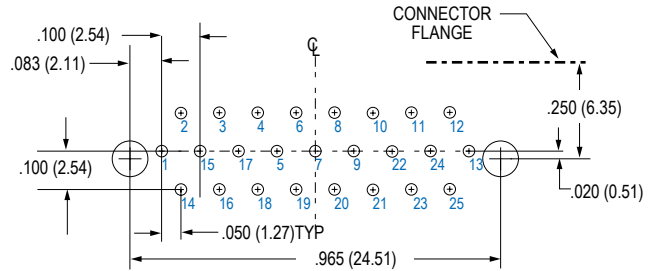 CONNECTOR
FLANGE
.100 (2.54)
℄
.083 (2.11)
.250 (6.35)
2 3 4 6 8 10 11 12
.100 (2.54)
1 15 17 5 7 9 22 24 13
.020 (0.51)
14 16 18 19 20 21 23 25
.050 (1.27)TYP
.965 (24.51)